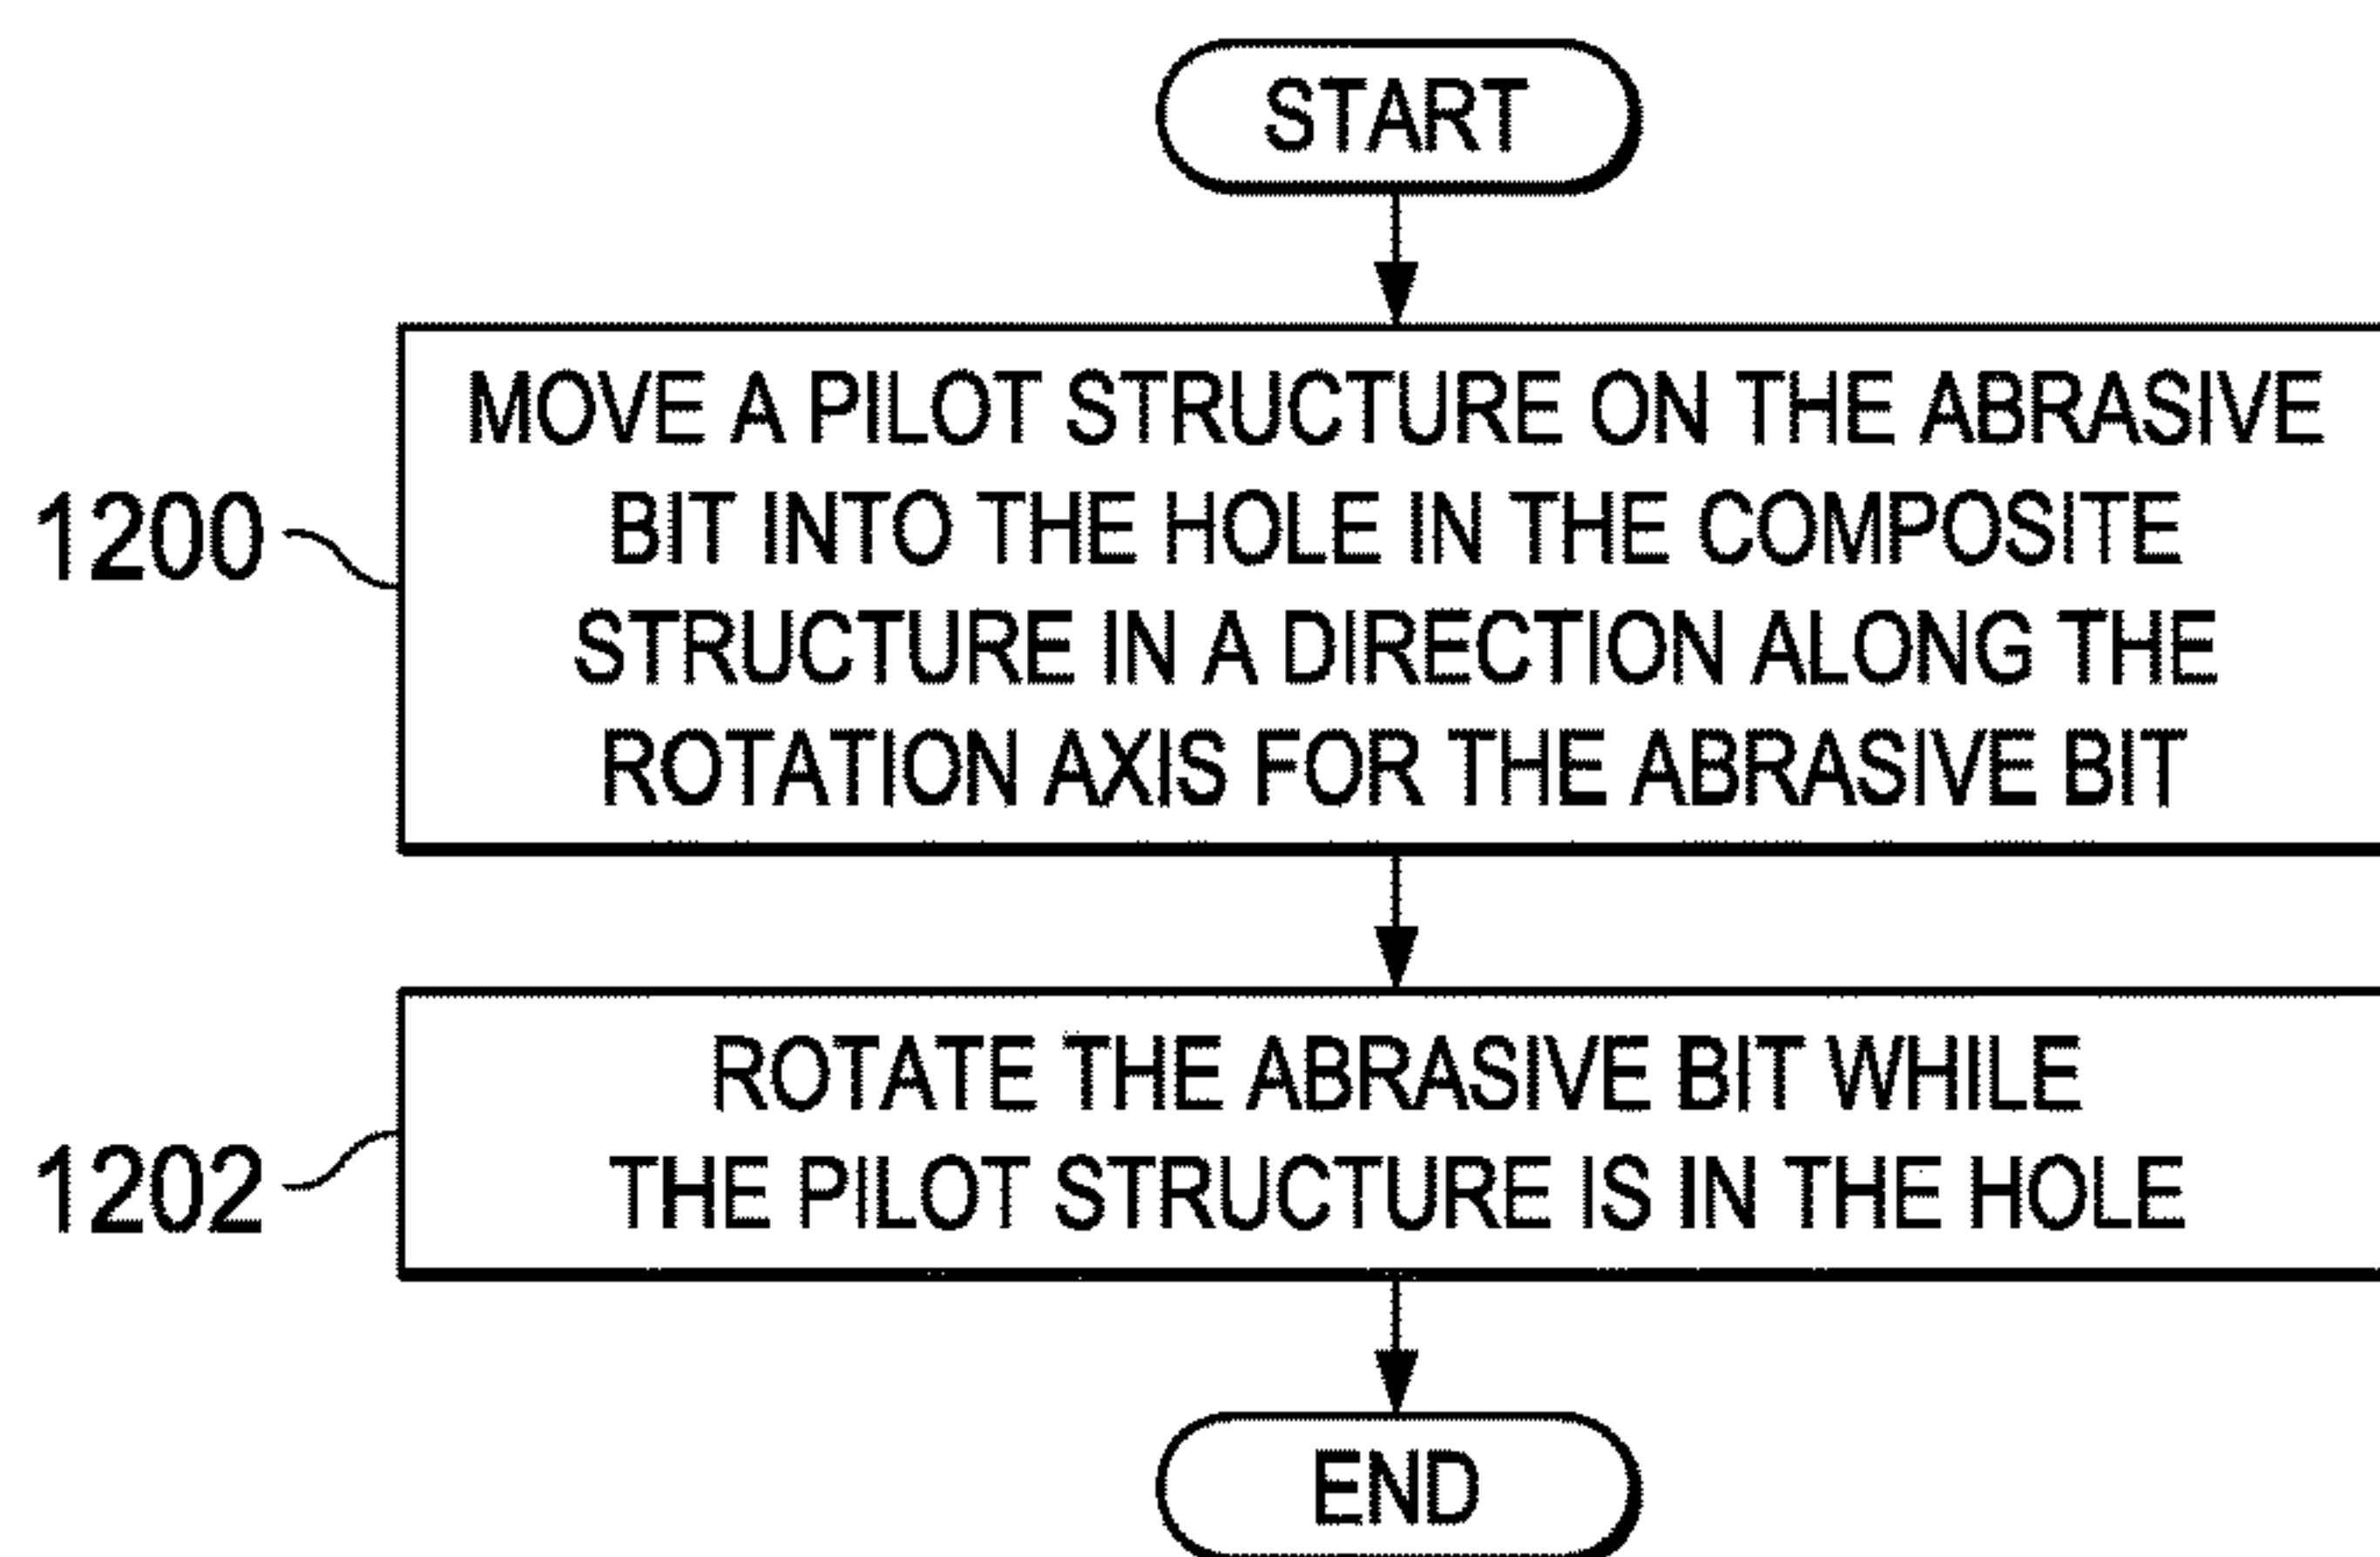 START
MOVE A PILOT STRUCTURE ON THE ABRASIVE
BIT INTO THE HOLE IN THE COMPOSITE
1200
STRUCTURE IN A DIRECTION ALONG THE
ROTATION AXIS FOR THE ABRASIVE BIT
ROTATE THE ABRASIVE BIT WHILE
1202
THE PILOT STRUCTURE IS IN THE HOLE
END